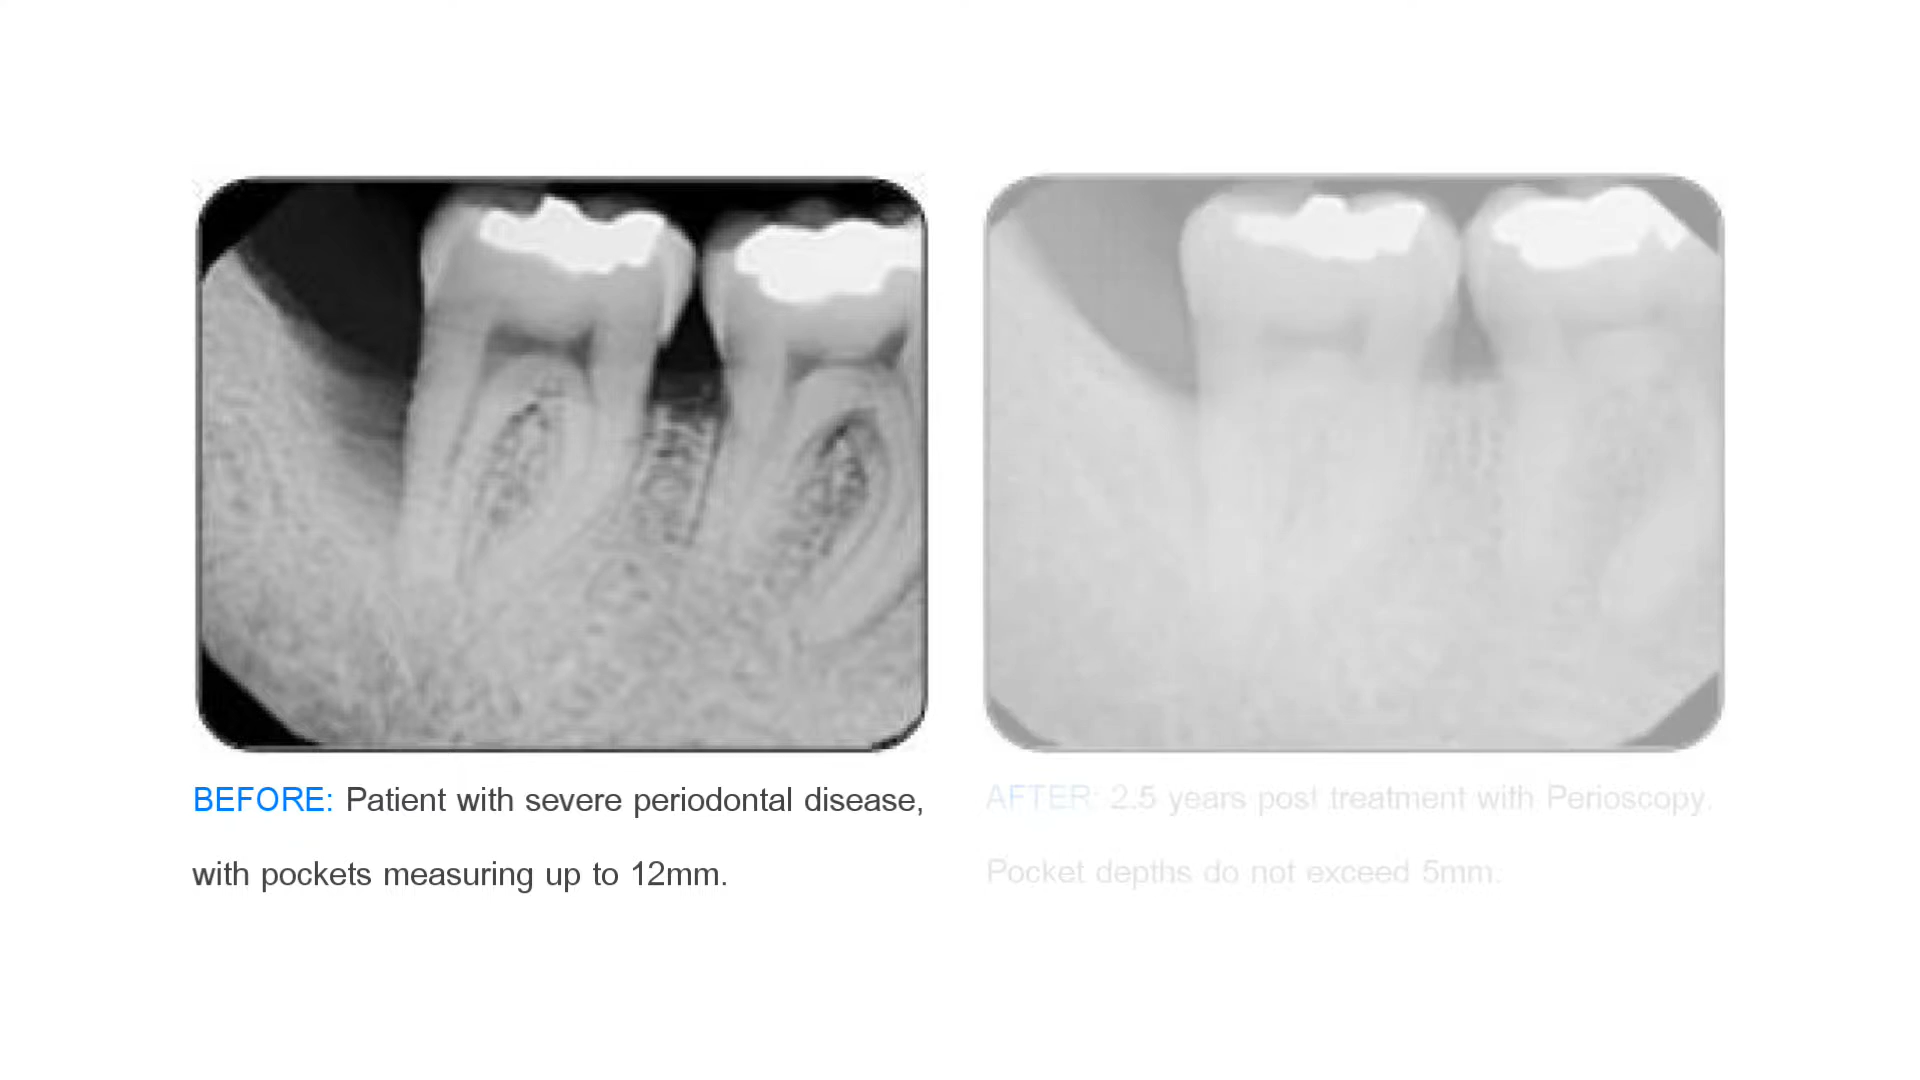 BEFORE: Patient with severe periodontal disease,
with pockets measuring up to 12mm.
AFTER: 2.5 years post treatment with Perioscopy.
Pocket depths do not exceed 5mm.